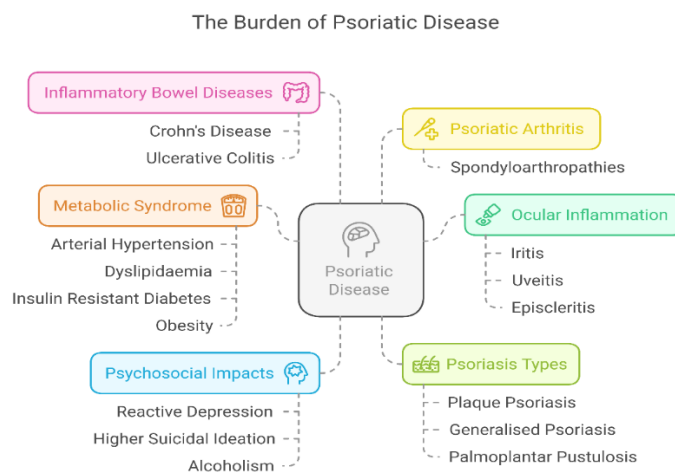 The Burden of Psoriatic Disease
Inflammatory Bowel Diseases
Crohn's Disease
Ulcerative Colitis
Metabolic Syndrome
Arterial Hypertension
Dyslipidaemia
Insulin Resistant Diabetes
Obesity
Psychosocial Impacts
Reactive Depression
Higher Suicidal Ideation
Alcoholism
Psoriatic
Disease
Psoriatic Arthritis
Spondyloarthropathies
Ocular Inflammation
Iritis
Uveitis
Episcleritis
Psoriasis Types
Plaque Psoriasis
Generalised Psoriasis
Palmoplantar Pustulosis